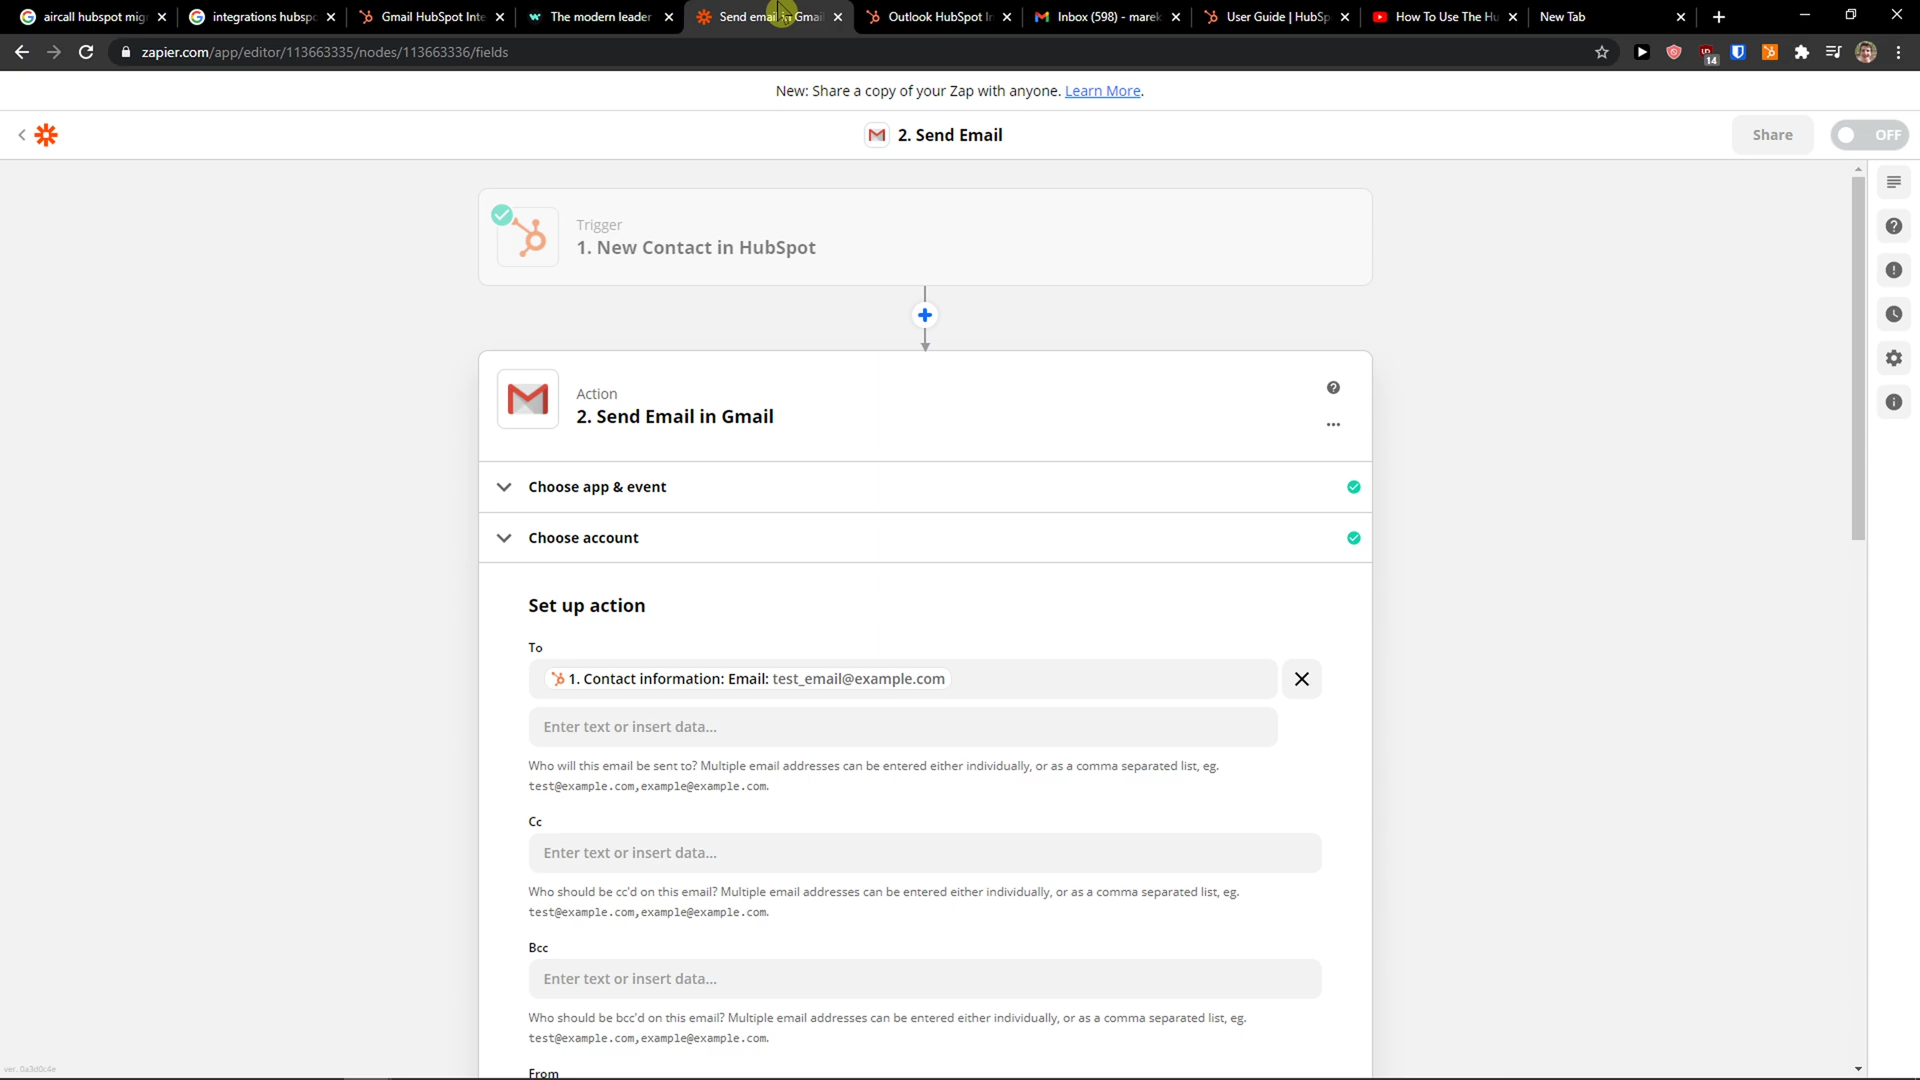 aircall hubspot mig
integrations hubspo
Gmail HubSpot Inte
The modern leader
Send email in Gmail
Outlook HubSpot In
Inbox (598) - marek
User Guide | HubSp
How To Use The Hu
New Tab
zapier.com/app/editor/113663335/nodes/113663336/fields
14
New: Share a copy of your Zap with anyone. Learn More.
2. Send Email
Share
OFF
Trigger
1. New Contact in HubSpot
Action
2. Send Email in Gmail
Choose app & event
Choose account
Set up action
To
1. Contact information: Email: test_email@example.com
Enter text or insert data...
Who will this email be sent to? Multiple email addresses can be entered either individually, or as a comma separated list, eg.
test@example.com,example@example.com.
Cc
Enter text or insert data...
Who should be cc'd on this email? Multiple email addresses can be entered either individually, or as a comma separated list, eg.
test@example.com,example@example.com.
Bcc
Enter text or insert data...
Who should be bcc'd on this email? Multiple email addresses can be entered either individually, or as a comma separated list, eg.
test@example.com,example@example.com.
From
ver. 0a3d0c4e